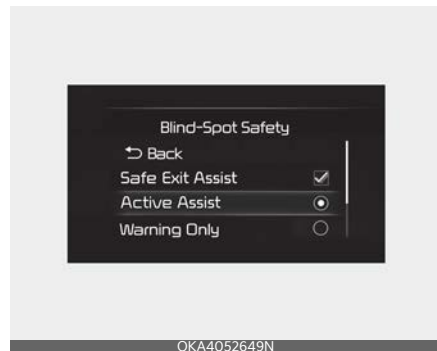 Blind-Spot Safety
Back
Safe Exit Assist
Active Assist
Warning Only
OKA4052649N